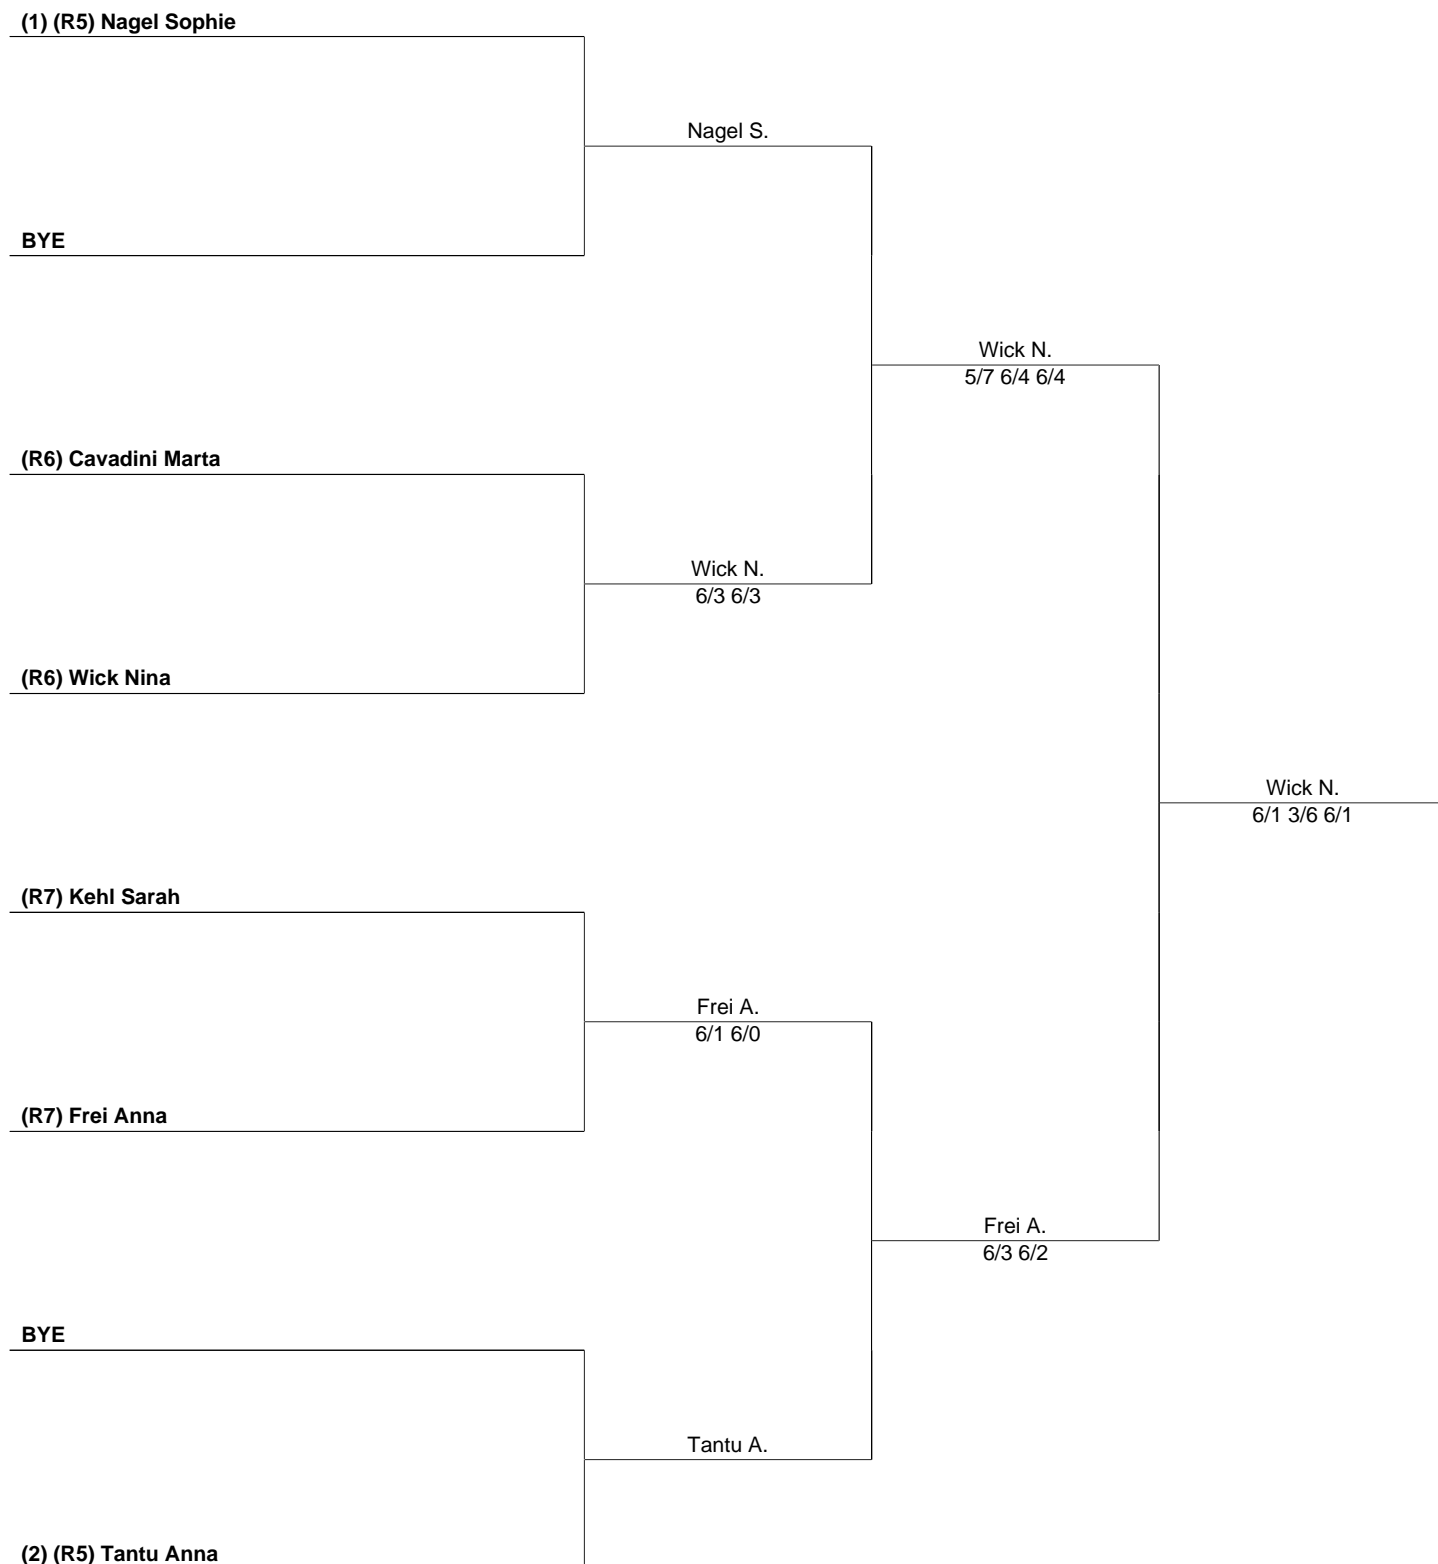 (1) (R5) Nagel Sophie
Nagel S.
BYE
Wick N.
5/7 6/4 6/4
(R6) Cavadini Marta
Wick N.
6/3 6/3
(R6) Wick Nina
Wick N.
6/1 3/6 6/1
(R7) Kehl Sarah
Frei A.
6/1 6/0
(R7) Frei Anna
Frei A.
6/3 6/2
BYE
Tantu A.
(2) (R5) Tantu Anna